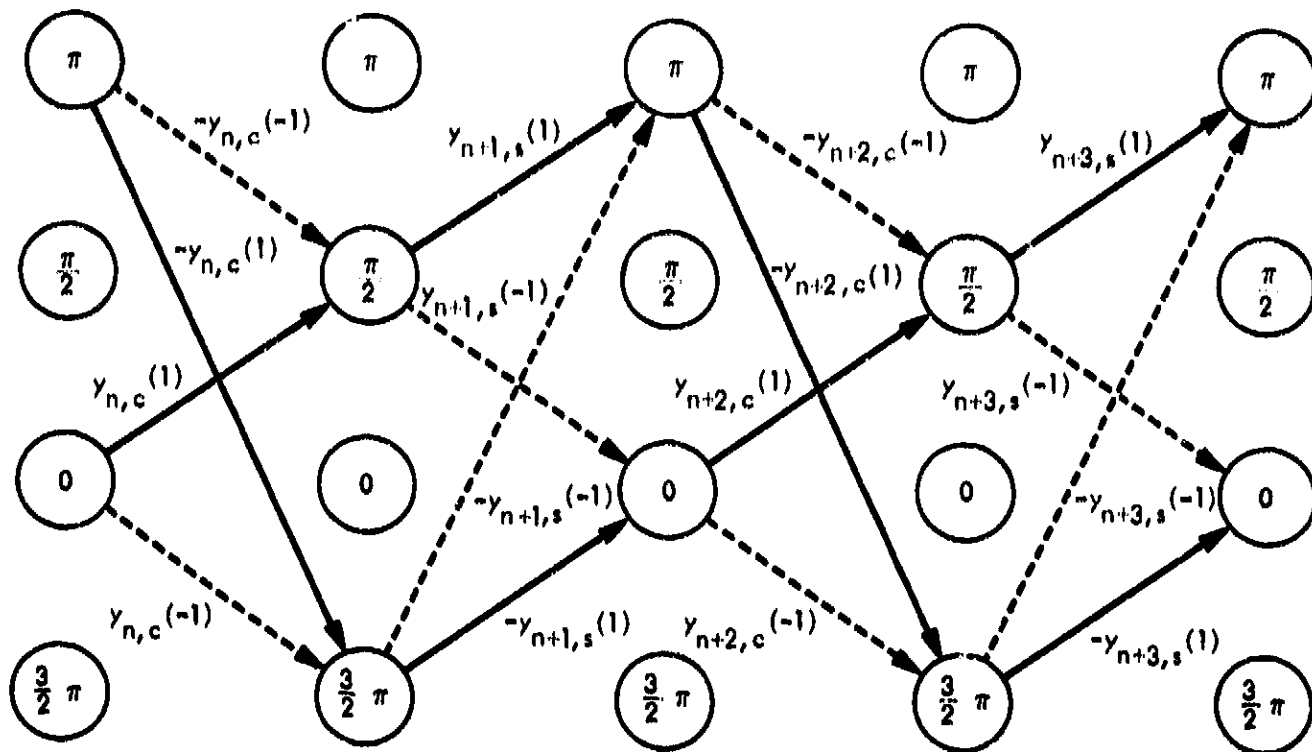 π π π π π
-y_{n,c}(-1) y_{n+1,s}(1) -y_{n+2,c}(-1) y_{n+3,s}(1)
-y_{n,c}(1) -y_{n+2,c}(1)
π/2 π/2 π/2 π/2 π/2
y_{n+1,s}(-1)
y_{n,c}(1) y_{n+2,c}(1) y_{n+3,s}(-1)
0 0 0 0 0
-y_{n+1,s}(-1) -y_{n+3,s}(-1)
y_{n,c}(-1) -y_{n+1,s}(1) y_{n+2,c}(-1) -y_{n+3,s}(1)
3/2 π 3/2 π 3/2 π 3/2 π 3/2 π